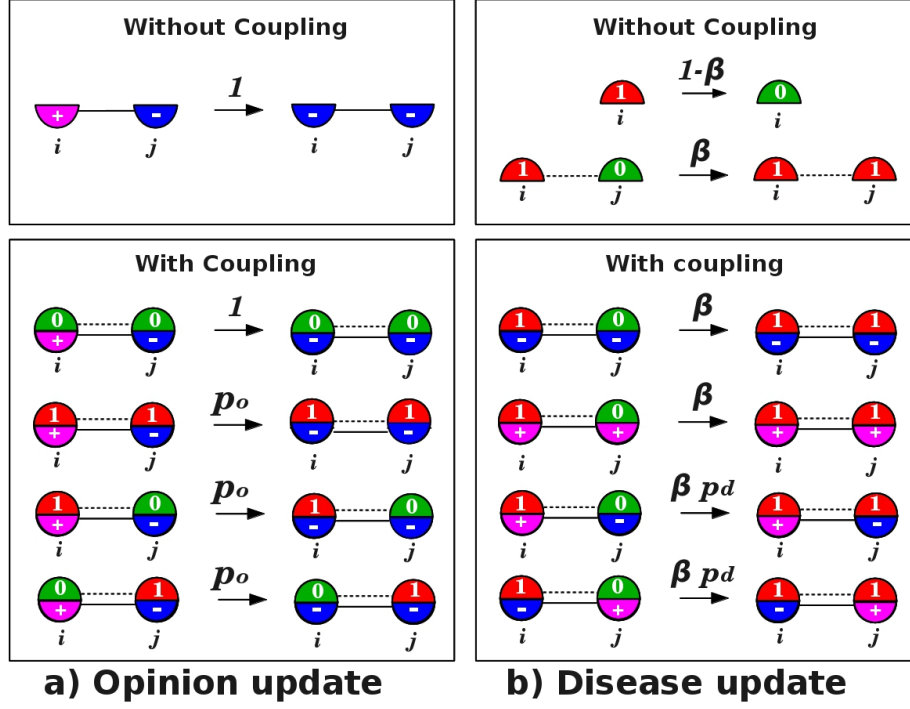 Without Coupling
1
+ - - -
i j i j
Without Coupling
1-β
1 0
i i
β
1 0 1 1
i j i j
With Coupling
1
0 0 0 0
+ - - -
i j i j
po
1 1 1 1
+ - - -
i j i j
po
1 0 1 0
+ - - -
i j i j
po
0 1 0 1
+ - - -
i j i j
With coupling
β
1 0 1 1
- - - -
i j i j
β
1 0 1 1
+ + + +
i j i j
β pd
1 0 1 1
+ - + -
i j i j
β pd
1 0 1 1
- + - +
i j i j
a) Opinion update
b) Disease update